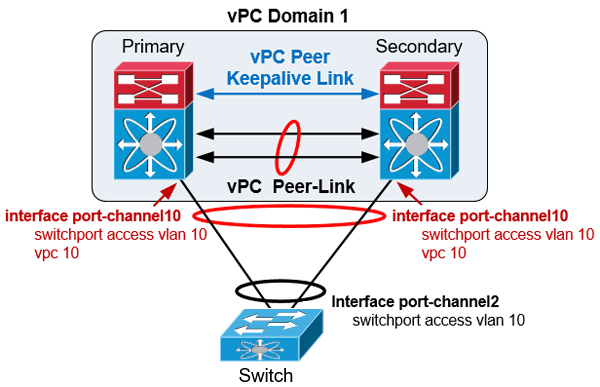 vPC Domain 1
Primary
Secondary
vPC Peer
Keepalive Link
vPC Peer-Link
interface port-channel10
switchport access vlan 10
vpc 10
interface port-channel10
switchport access vlan 10
vpc 10
Interface port-channel2
switchport access vlan 10
Switch